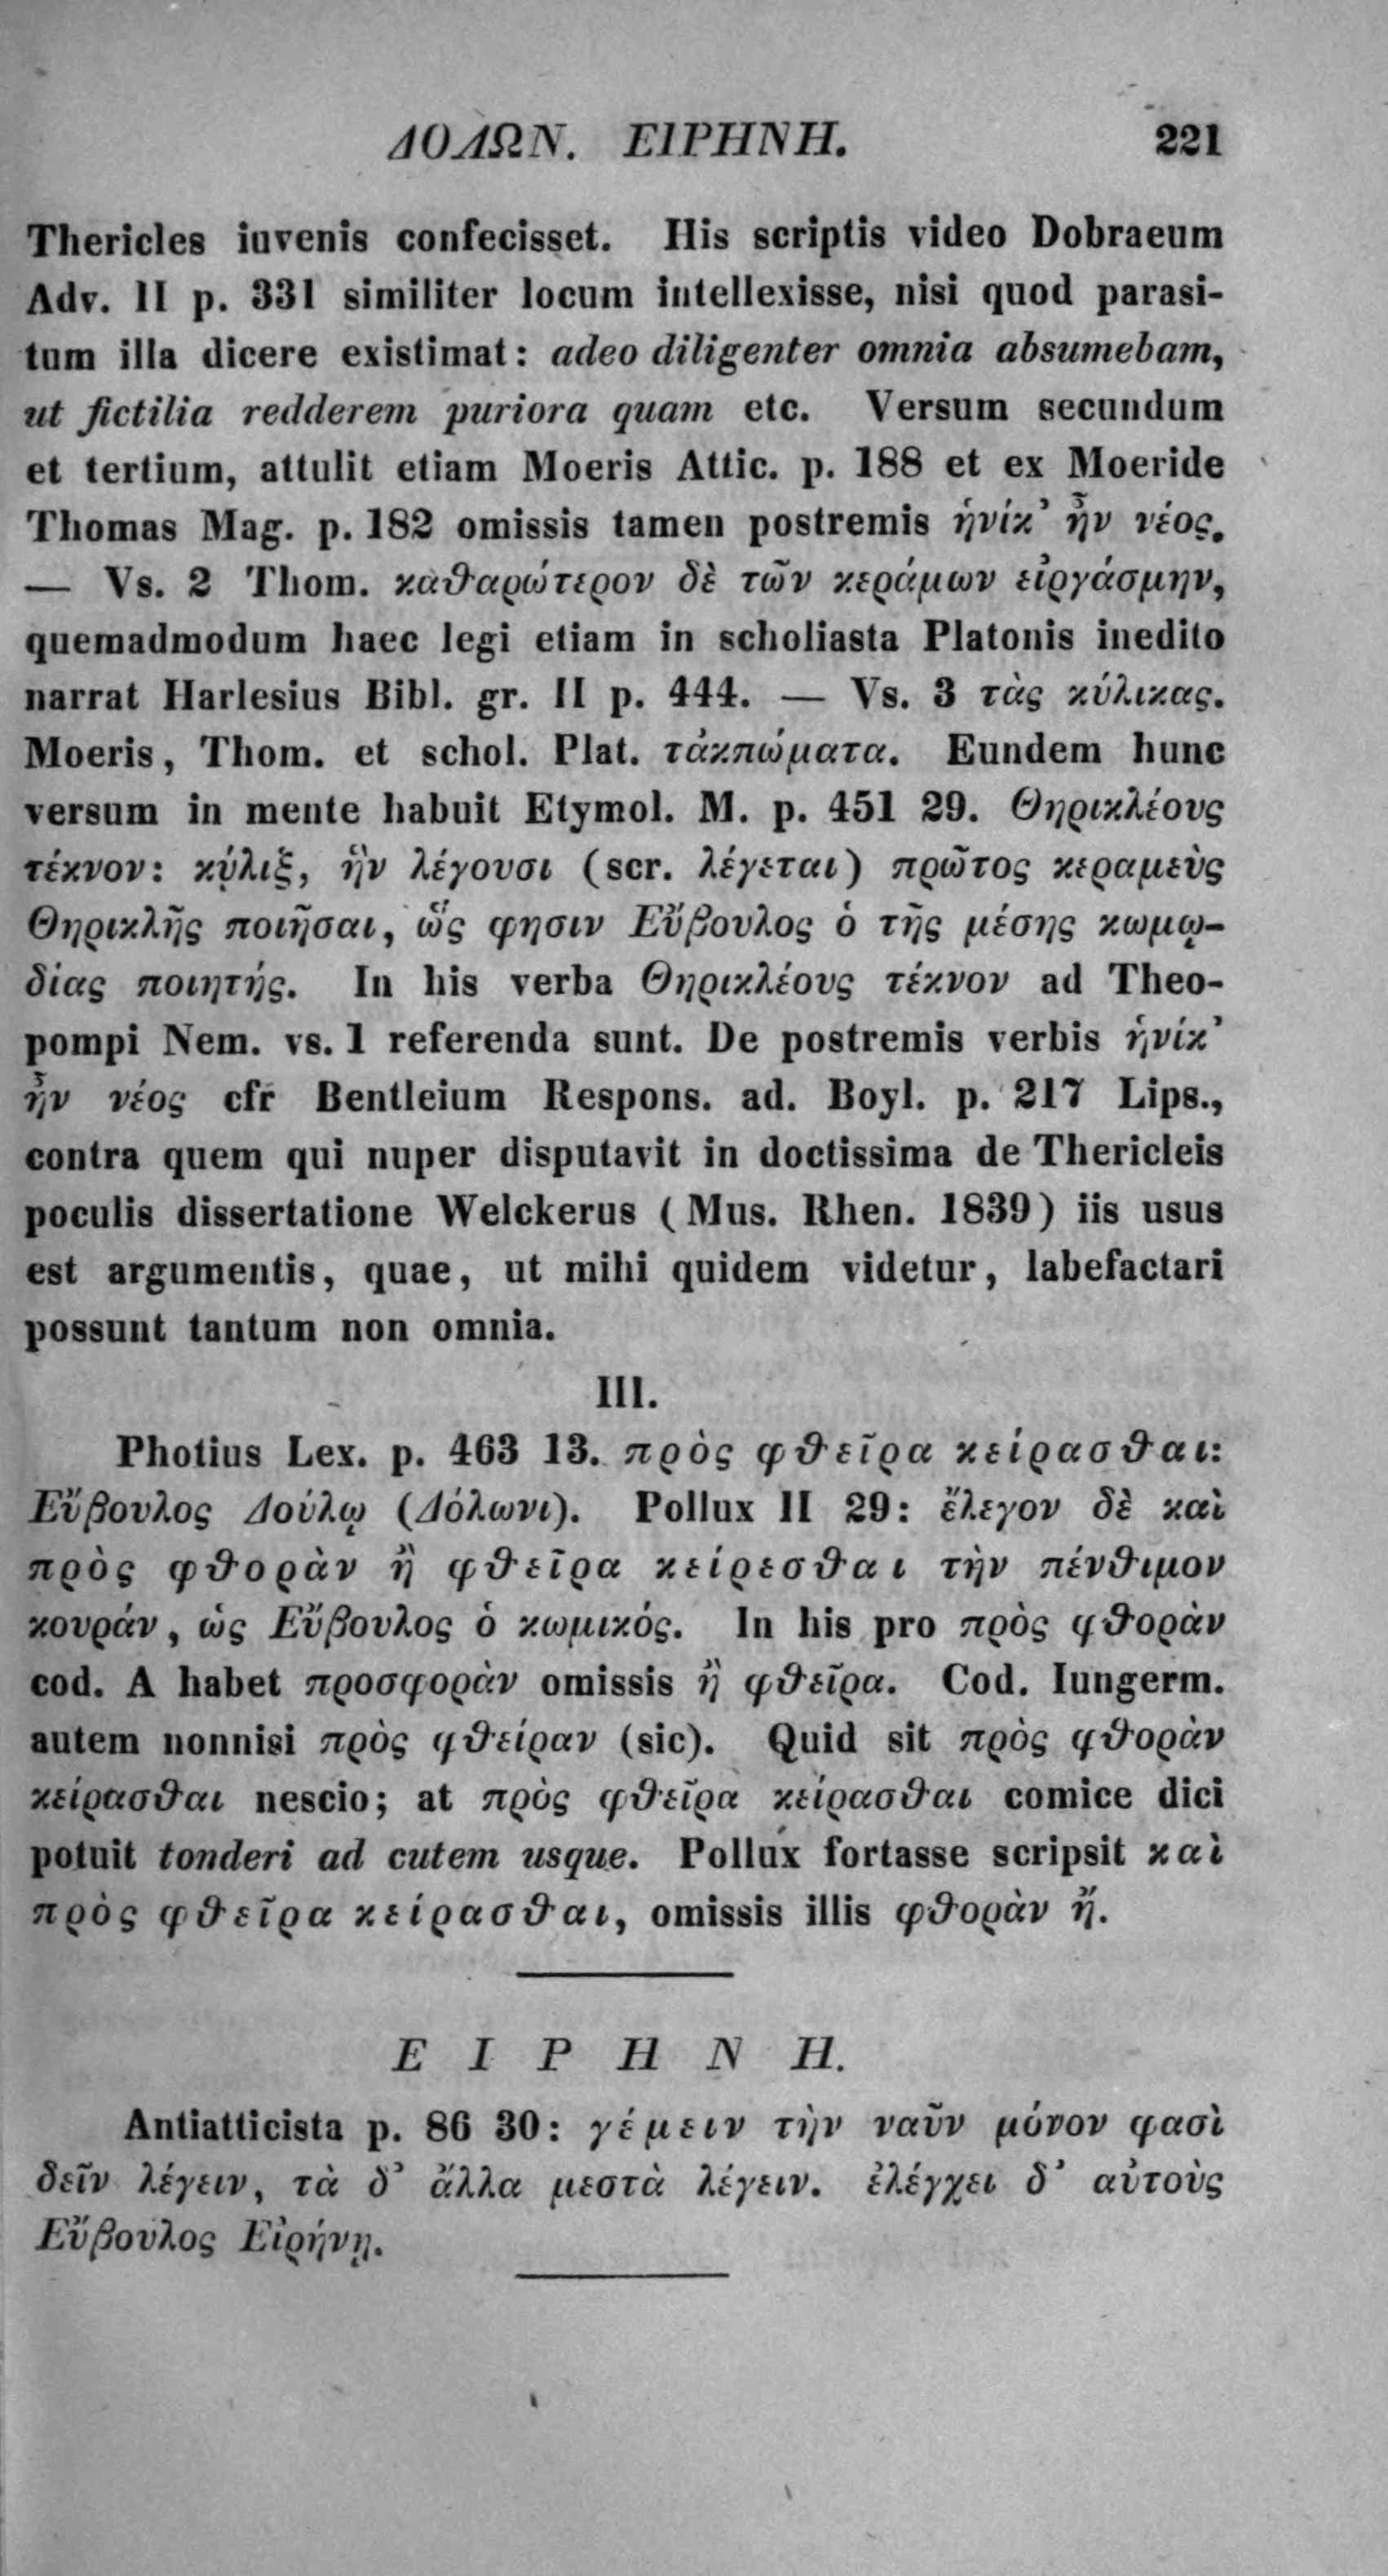 ΔΟΛΩΝ. ΕΙΡΗΝΗ. 221
Thericles iuvenis confecisset. His scriptis video Dobraeum
Adv. II p. 331 similiter locum intellexisse, nisi quod parasi-
tum illa dicere existimat: adeo diligenter omnia absumebam,
ut fictilia redderem puriora quam etc. Versum secundum
et tertium, attulit etiam Moeris Attic. p. 188 et ex Moeride
Thomas Mag. p. 182 omissis tamen postremis ἡνίκ’ ἦν νέος.
— Vs. 2 Thom. καθαρώτερον δὲ τῶν κεράμων εἰργάσμην,
quemadmodum haec legi etiam in scholiasta Platonis inedito
narrat Harlesius Bibl. gr. II p. 444. — Vs. 3 τὰς κύλικας.
Moeris, Thom. et schol. Plat. τἀκπώματα. Eundem hunc
versum in mente habuit Etymol. M. p. 451 29. Θηρικλέους
τέκνον: κύλιξ, ἣν λέγουσι (scr. λέγεται) πρῶτος κεραμεὺς
Θηρικλῆς ποιῆσαι, ὥς φησιν Εὔβουλος ὁ τῆς μέσης κωμῳ-
δίας ποιητής. In his verba Θηρικλέους τέκνον ad Theo-
pompi Nem. vs. 1 referenda sunt. De postremis verbis ἡνίκ’
ἦν νέος cfr Bentleium Respons. ad. Boyl. p. 217 Lips.,
contra quem qui nuper disputavit in doctissima de Thericleis
poculis dissertatione Welckerus (Mus. Rhen. 1839) iis usus
est argumentis, quae, ut mihi quidem videtur, labefactari
possunt tantum non omnia.
III.
Photius Lex. p. 463 13. πρὸς φθεῖρα κείρασθαι:
Εὔβουλος Δούλῳ (Δόλωνι). Pollux II 29: ἔλεγον δὲ καὶ
πρὸς φθορὰν ἢ φθεῖρα κείρεσθαι τὴν πένθιμον
κουράν, ὡς Εὔβουλος ὁ κωμικός. In his pro πρὸς φθορὰν
cod. A habet προσφορὰν omissis ἢ φθεῖρα. Cod. Iungerm.
autem nonnisi πρὸς φθείραν (sic). Quid sit πρὸς φθορὰν
κείρασθαι nescio; at πρὸς φθεῖρα κείρασθαι comice dici
potuit tonderi ad cutem usque. Pollux fortasse scripsit καὶ
πρὸς φθεῖρα κείρασθαι, omissis illis φθορὰν ἤ.
ΕΙΡΗΝΗ.
Antiatticista p. 86 30: γέμειν τὴν ναῦν μόνον φασὶ
δεῖν λέγειν, τὰ δ’ ἄλλα μεστὰ λέγειν. ἐλέγχει δ’ αὐτοὺς
Εὔβουλος Εἰρήνῃ.